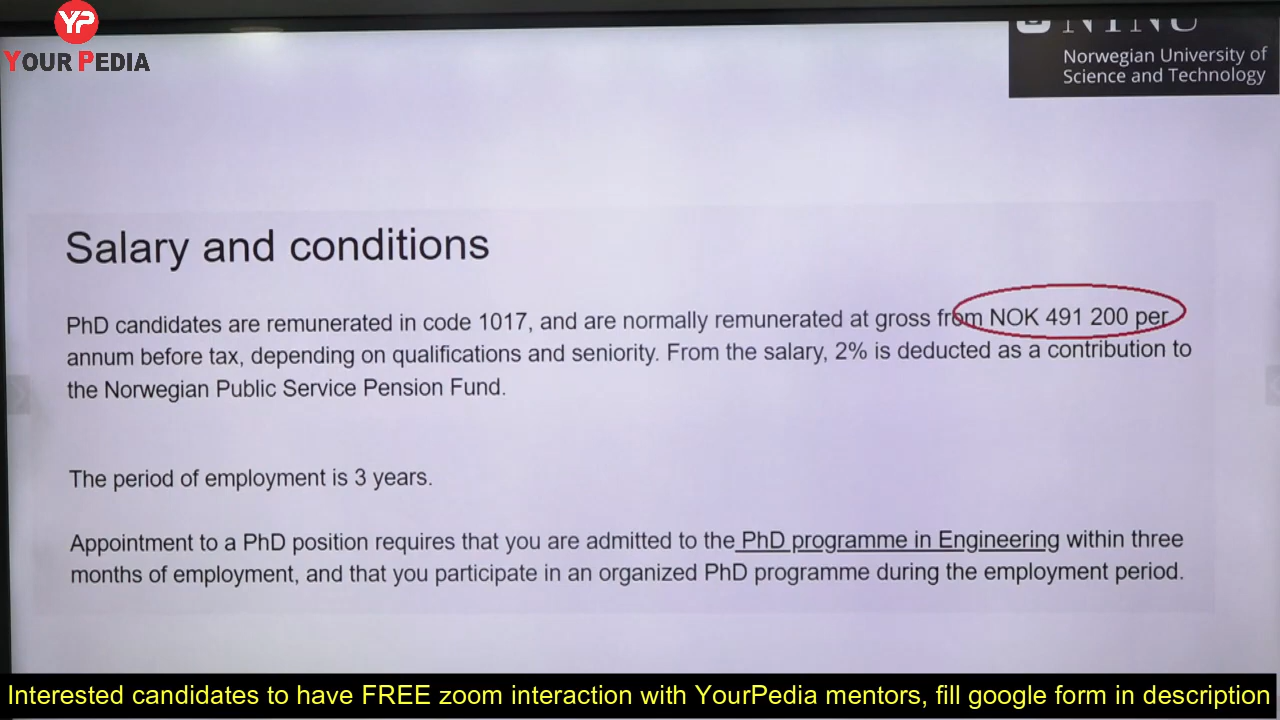 YP
YOUR PEDIA
NTNU
Norwegian University of
Science and Technology
Salary and conditions
PhD candidates are remunerated in code 1017, and are normally remunerated at gross from NOK 491 200 per
annum before tax, depending on qualifications and seniority. From the salary, 2% is deducted as a contribution to
the Norwegian Public Service Pension Fund.
The period of employment is 3 years.
Appointment to a PhD position requires that you are admitted to the PhD programme in Engineering within three
months of employment, and that you participate in an organized PhD programme during the employment period.
Interested candidates to have FREE zoom interaction with YourPedia mentors, fill google form in description